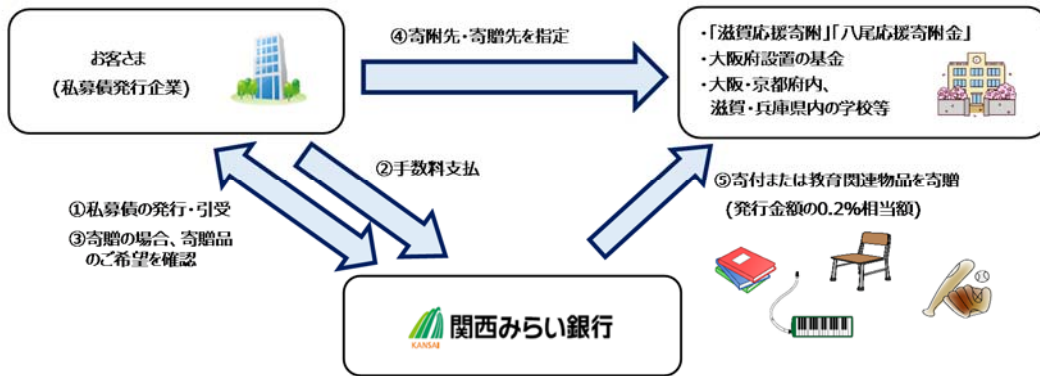 お客さま
(私募債発行企業)
④寄附先・寄贈先を指定
・「滋賀応援寄附」「八尾応援寄附金」
・大阪府設置の基金
・大阪・京都府内、
滋賀・兵庫県内の学校等
②手数料支払
①私募債の発行・引受
③寄贈の場合、寄贈品
のご希望を確認
⑤寄付または教育関連物品を寄贈
(発行金額の0.2%相当額)
KANSAI
関西みらい銀行